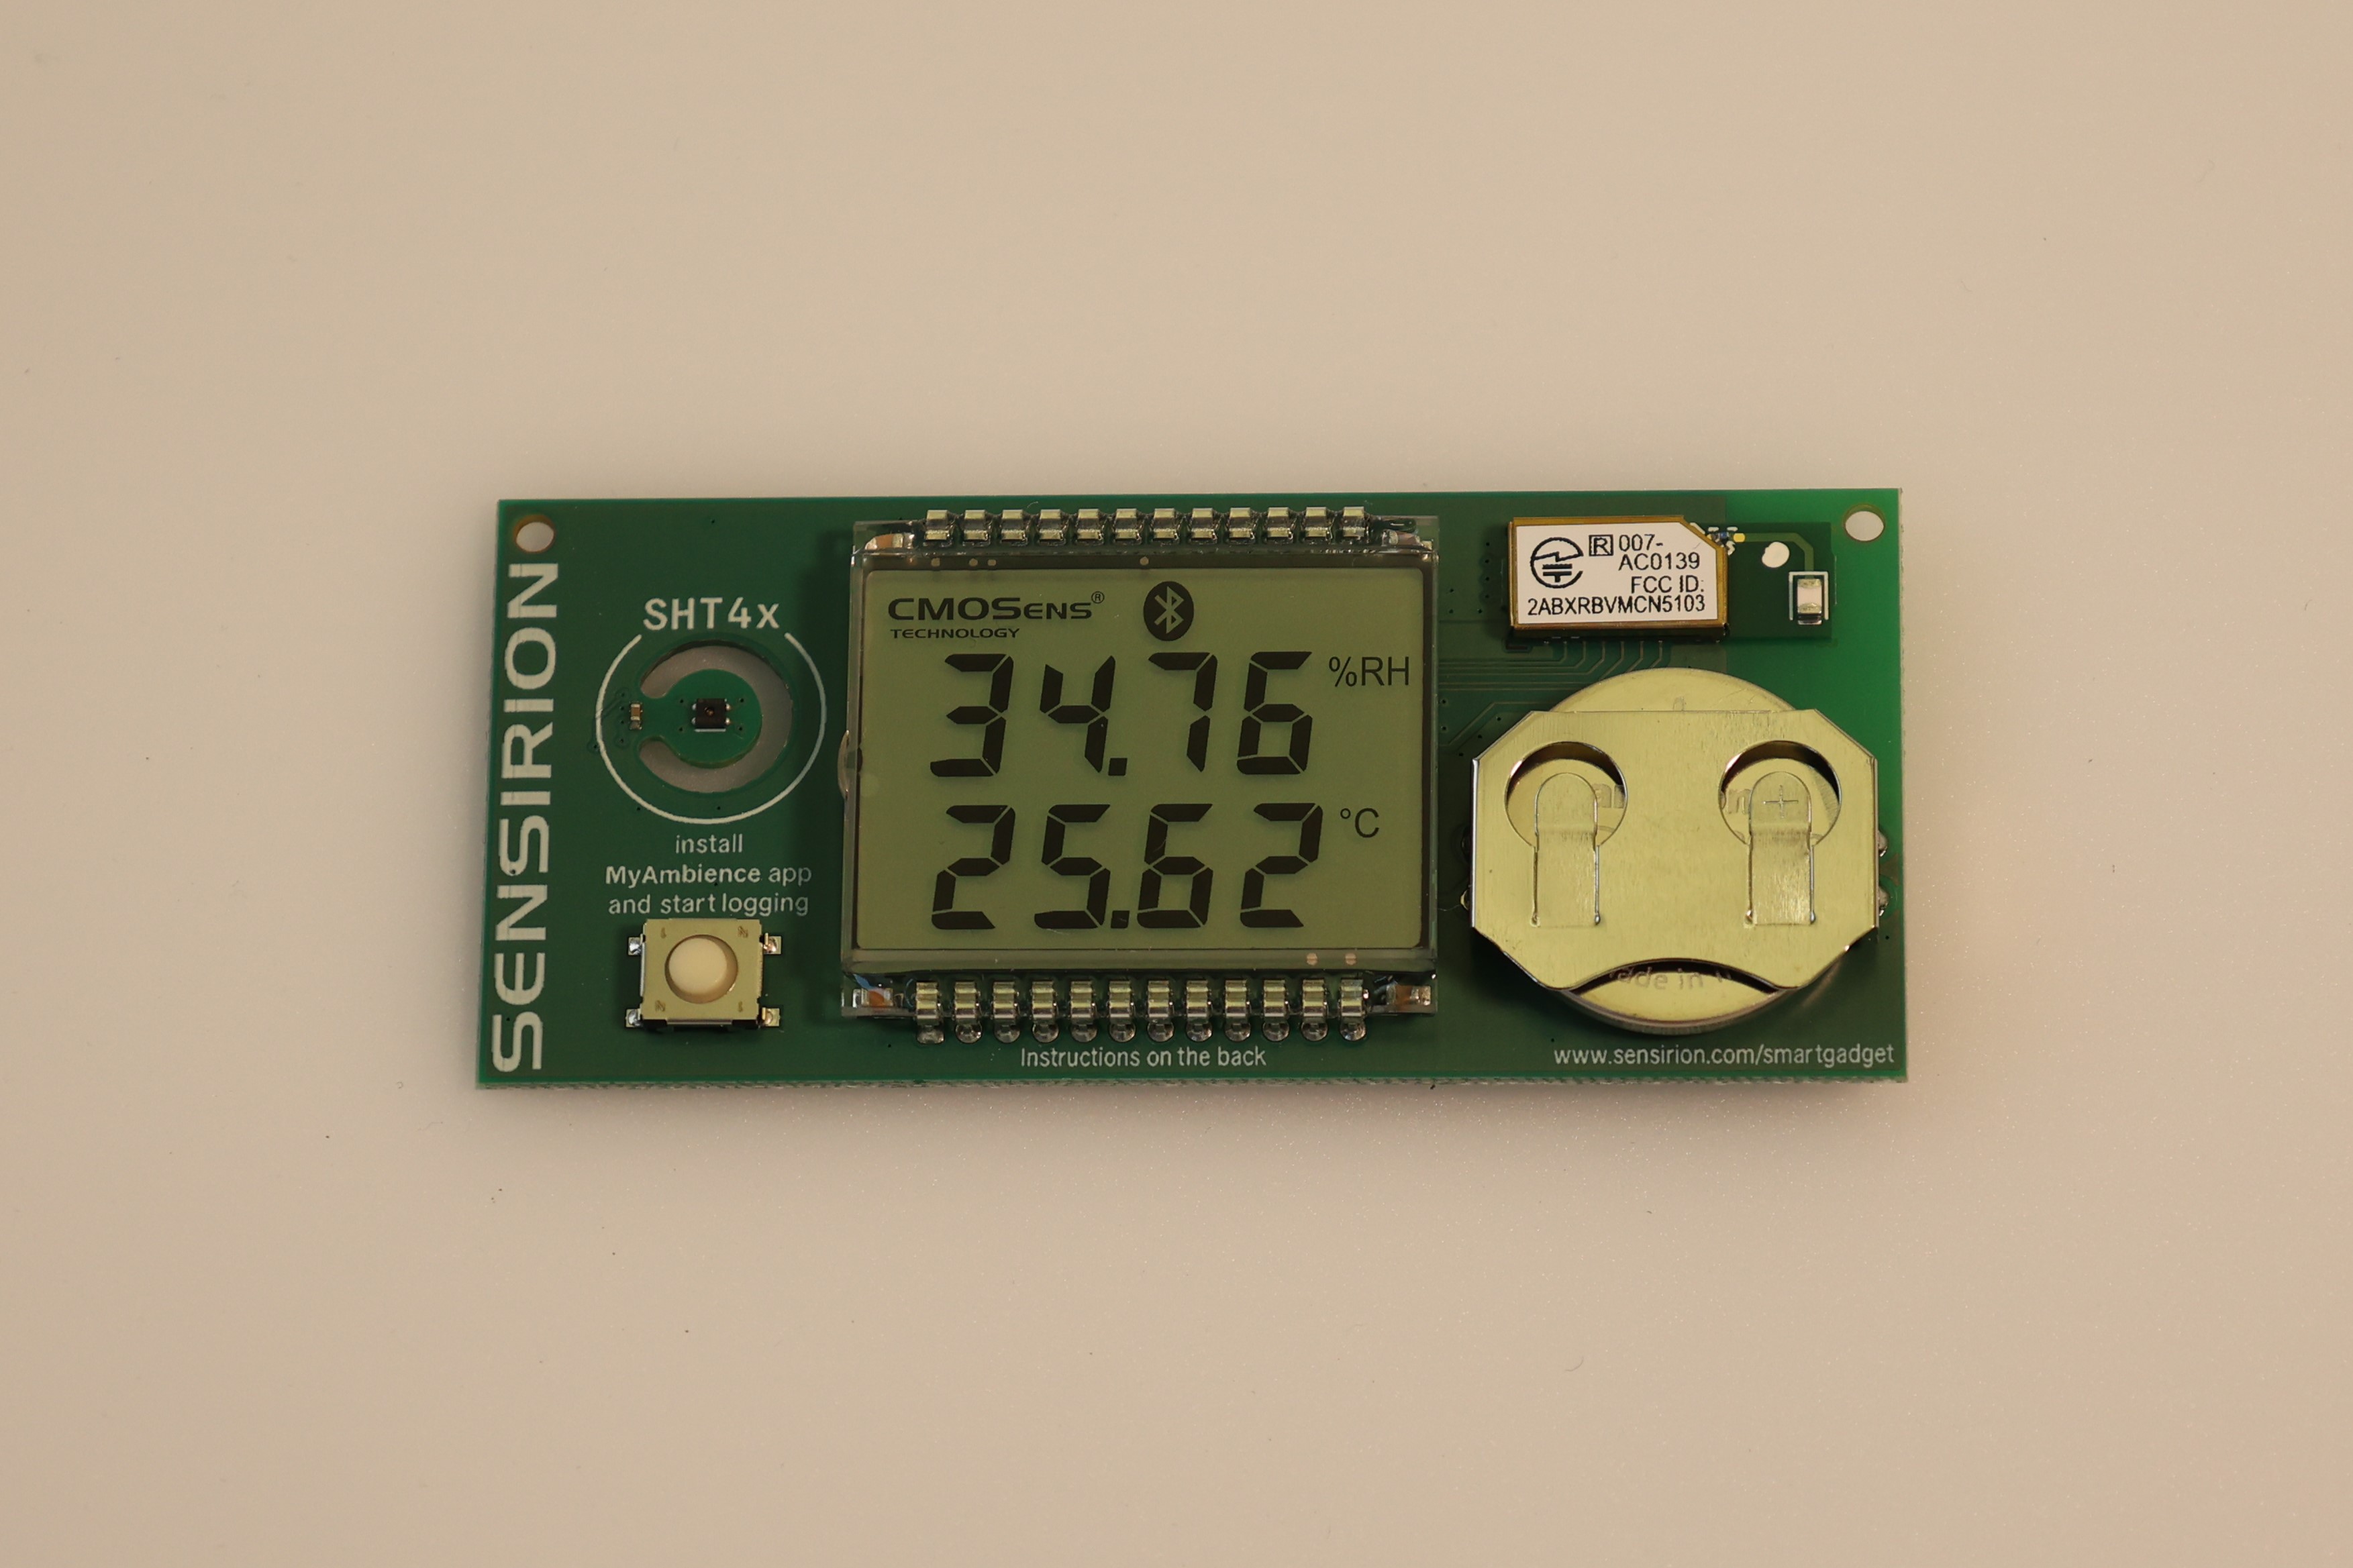 SENSIRION
SHT4x
install
MyAmbience app
and start logging
CMOSENS®
TECHNOLOGY
34.76 %RH
25.62 °C
Instructions on the back
R 007-
AC0139
FCC ID:
2ABXRBVMCN5103
+
www.sensirion.com/smartgadget